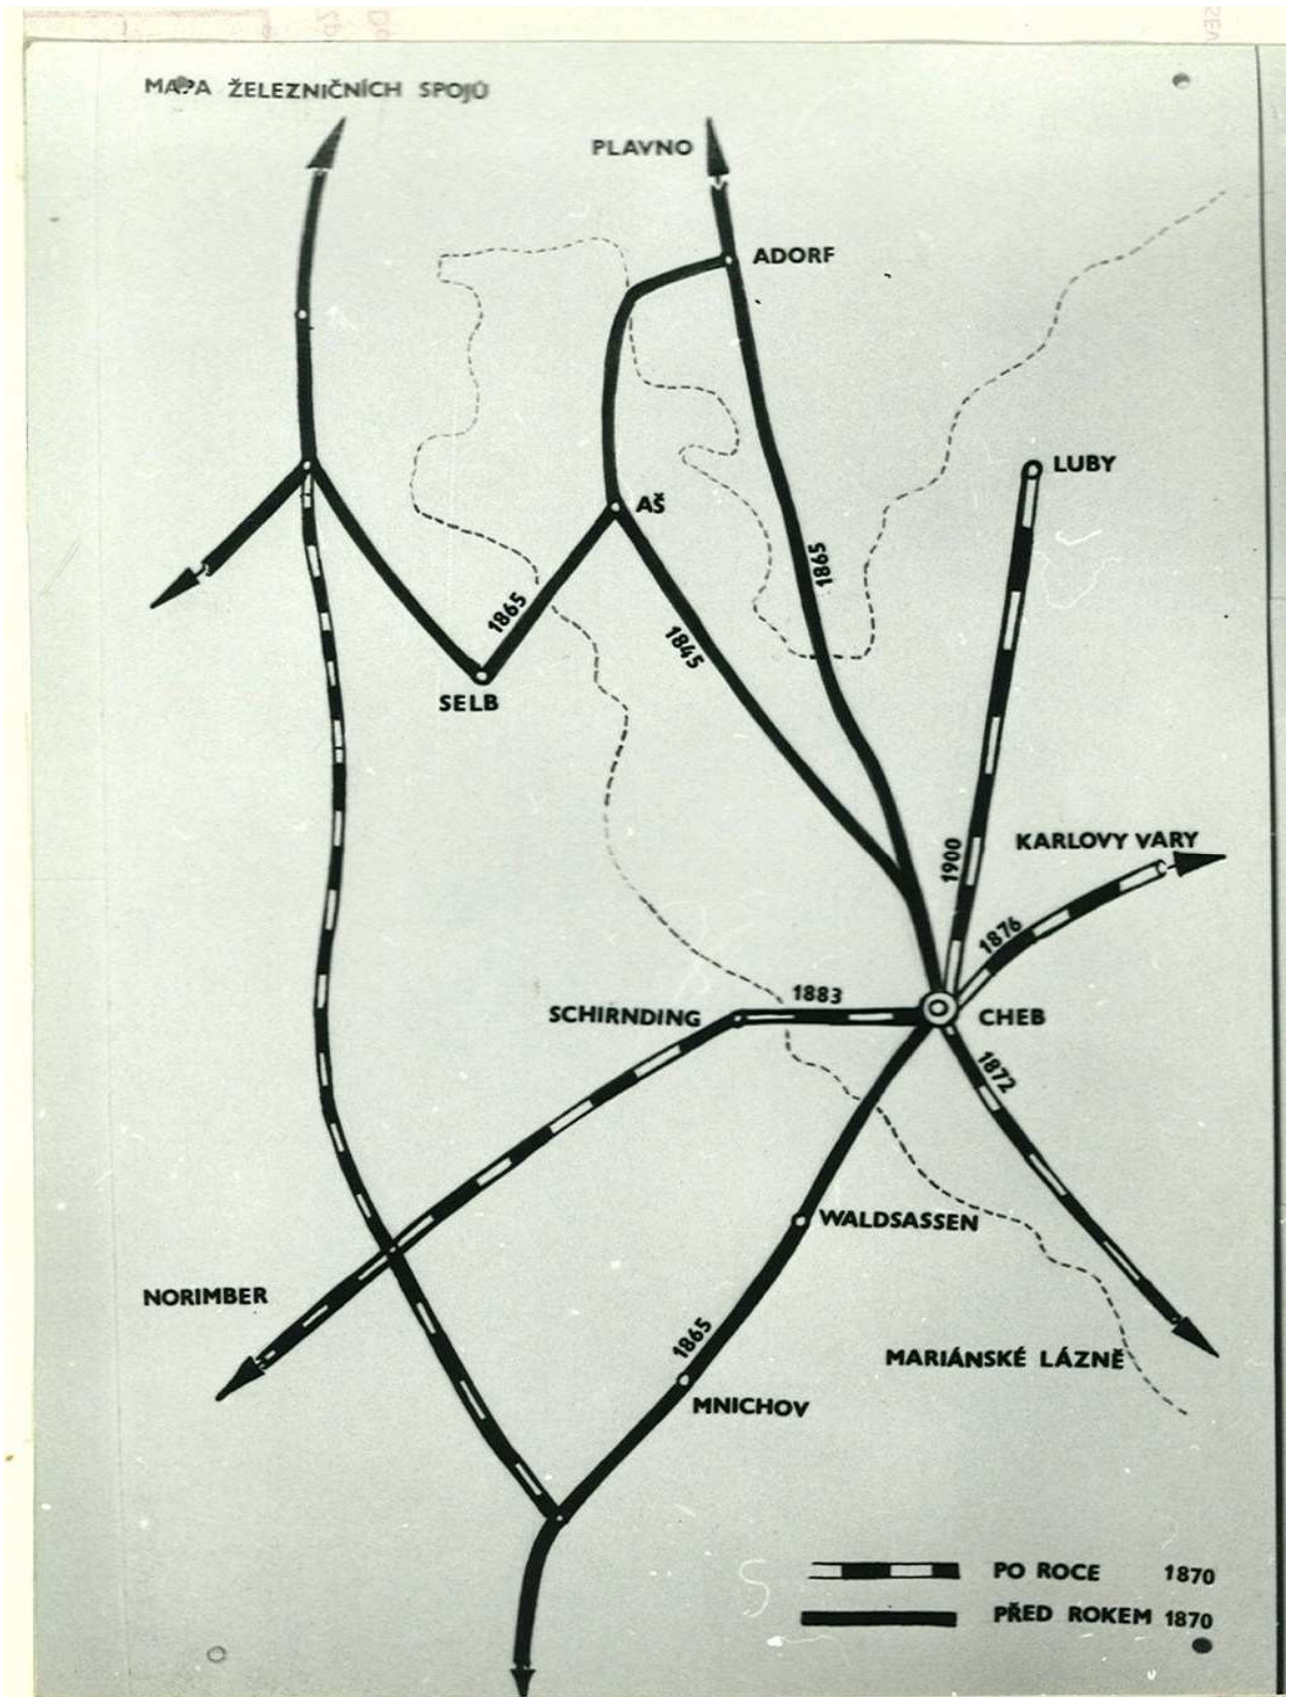 MAPA ŽELEZNIČNÍCH SPOJŮ
PLAVNO
ADORF
LUBY
AŠ
1865
1865
1845
SELB
KARLOVY VARY
1900
1876
1883
SCHIRNDING
CHEB
1872
WALDSASSEN
NORIMBER
1865
MARIÁNSKÉ LÁZNĚ
MNICHOV
PO ROCE 1870
PŘED ROKEM 1870